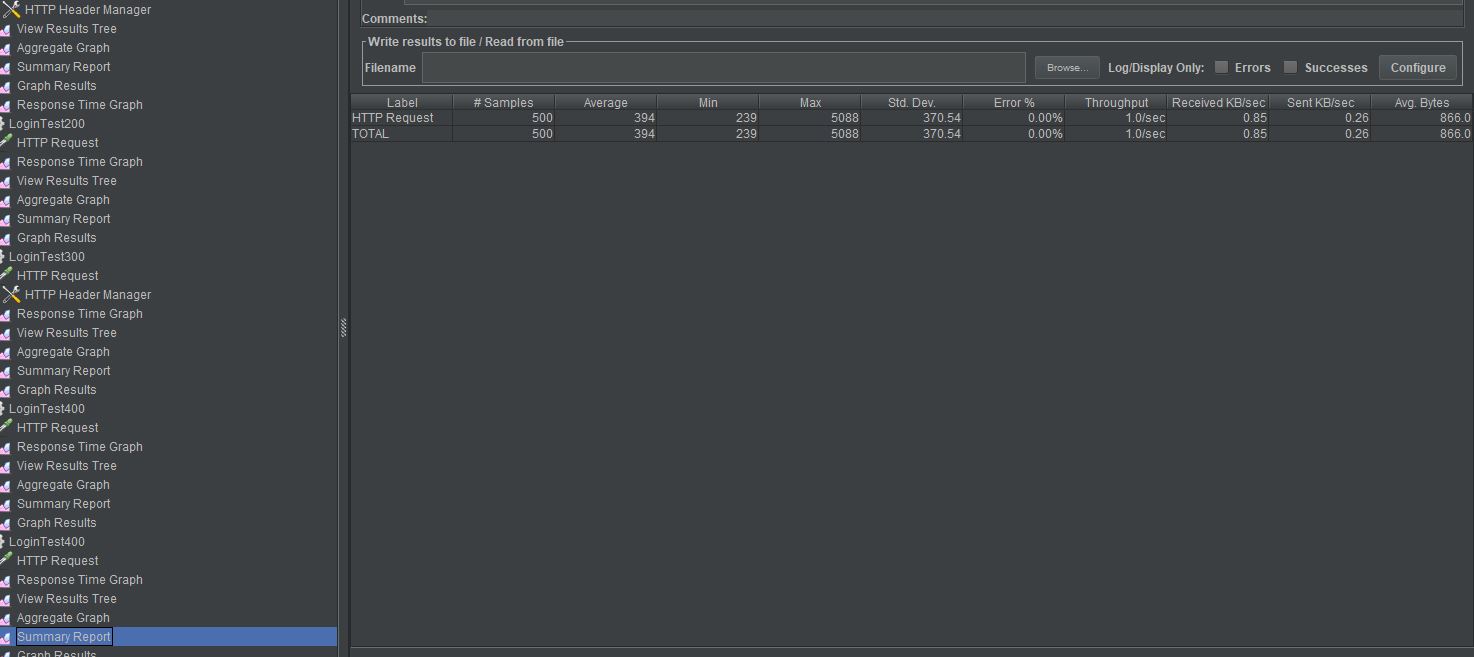 HTTP Header Manager
View Results Tree
Aggregate Graph
Summary Report
Graph Results
Response Time Graph
LoginTest200
HTTP Request
Response Time Graph
View Results Tree
Aggregate Graph
Summary Report
Graph Results
LoginTest300
HTTP Request
HTTP Header Manager
Response Time Graph
View Results Tree
Aggregate Graph
Summary Report
Graph Results
LoginTest400
HTTP Request
Response Time Graph
View Results Tree
Aggregate Graph
Summary Report
Graph Results
LoginTest400
HTTP Request
Response Time Graph
View Results Tree
Aggregate Graph
Summary Report
Graph Results
Comments:
Write results to file / Read from file
Filename Browse... Log/Display Only: Errors Successes Configure
Label # Samples Average Min Max Std. Dev. Error % Throughput Received KB/sec Sent KB/sec Avg. Bytes
HTTP Request 500 394 239 5088 370.54 0.00% 1.0/sec 0.85 0.26 866.0
TOTAL 500 394 239 5088 370.54 0.00% 1.0/sec 0.85 0.26 866.0